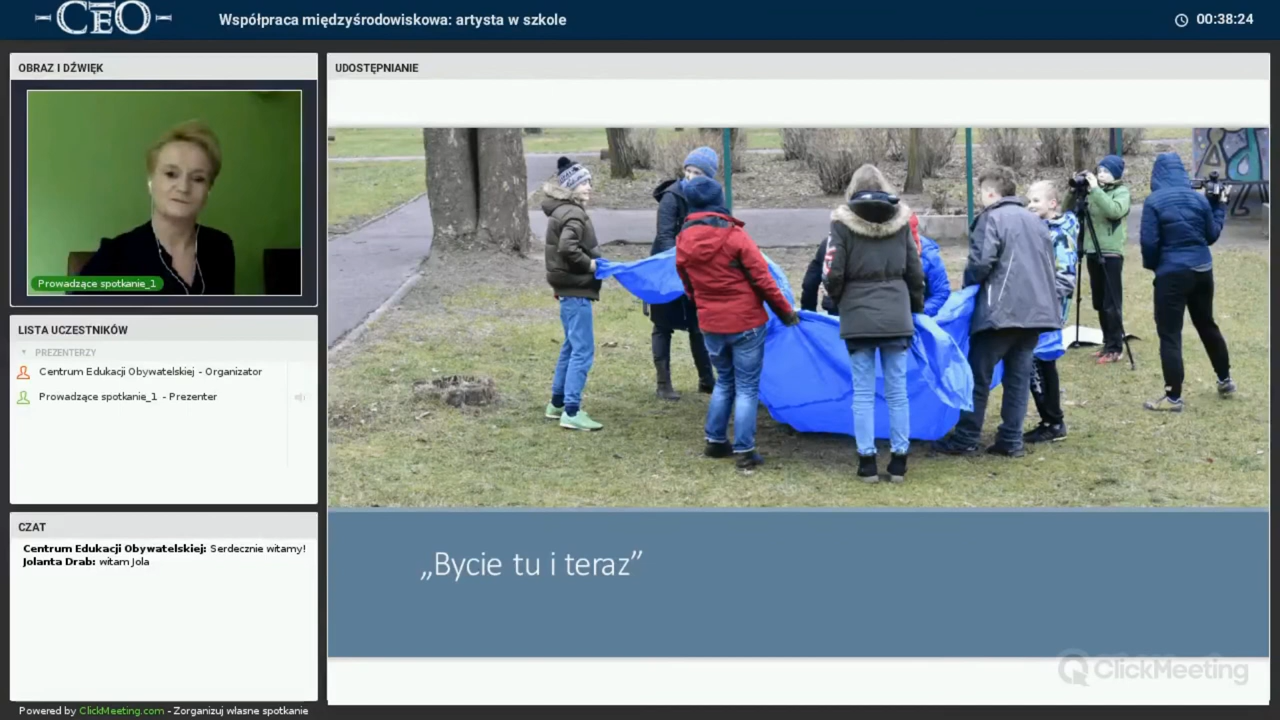 CEO
Współpraca międzyśrodowiskowa: artysta w szkole
00:38:24
OBRAZ I DŹWIĘK
Prowadzące spotkanie_1
LISTA UCZESTNIKÓW
PREZENTERZY
Centrum Edukacji Obywatelskiej - Organizator
Prowadzące spotkanie_1 - Prezenter
CZAT
Centrum Edukacji Obywatelskiej: Serdecznie witamy!
Jolanta Drab: witam Jola
Powered by ClickMeeting.com - Zorganizuj własne spotkanie
UDOSTĘPNIANIE
„Bycie tu i teraz”
ClickMeeting